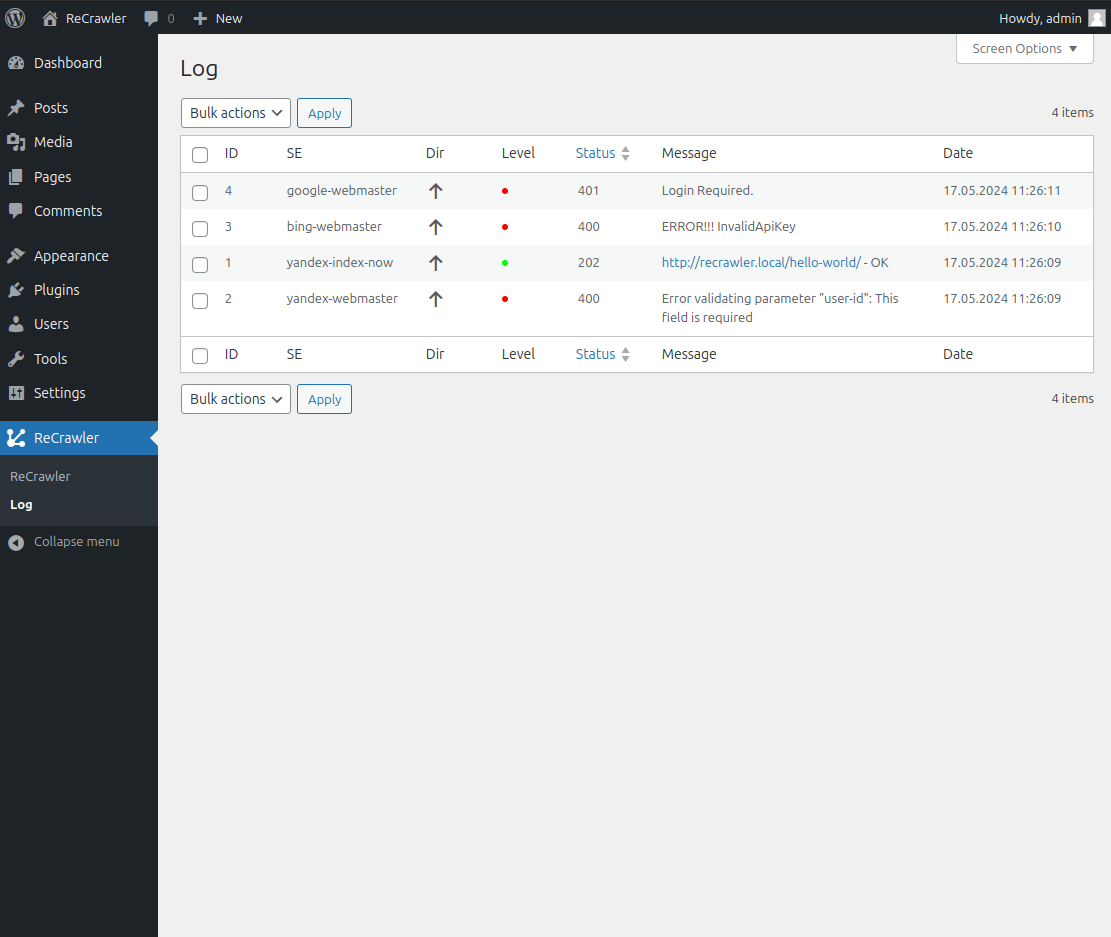 ReCrawler 0 New Howdy, admin
Screen Options
Dashboard
Posts
Media
Pages
Comments
Appearance
Plugins
Users
Tools
Settings
ReCrawler
ReCrawler
Log
Collapse menu
Log
Bulk actions Apply 4 items
ID SE Dir Level Status Message Date
4 google-webmaster 401 Login Required. 17.05.2024 11:26:11
3 bing-webmaster 400 ERROR!!! InvalidApiKey 17.05.2024 11:26:10
1 yandex-index-now 202 http://recrawler.local/hello-world/ - OK 17.05.2024 11:26:09
2 yandex-webmaster 400 Error validating parameter "user-id": This 17.05.2024 11:26:09
field is required
ID SE Dir Level Status Message Date
Bulk actions Apply 4 items